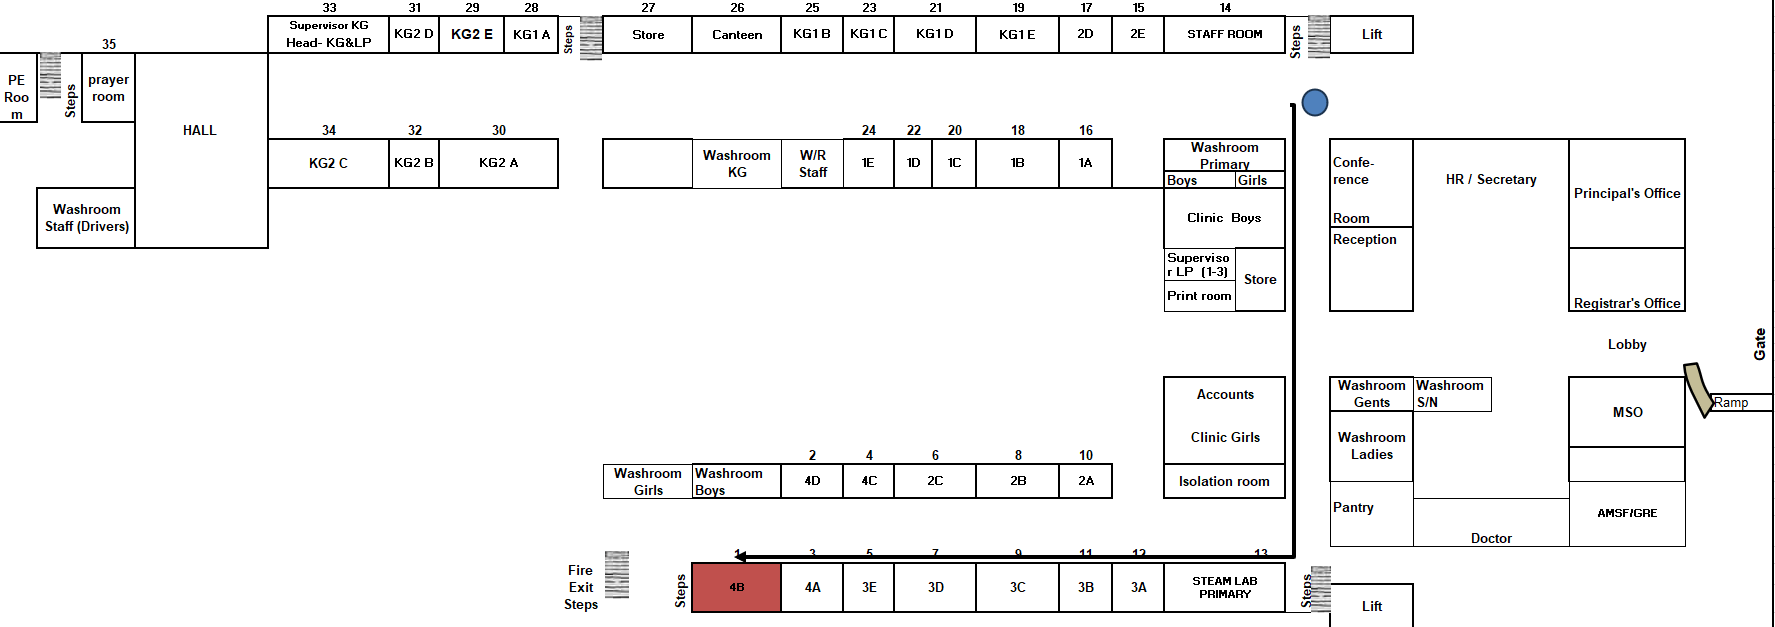 33 31 29 28 27 26 25 23 21 19 17 15 14
Supervisor KG
Head- KG&LP
KG2 D
KG2 E
KG1 A
Steps
Store
Canteen
KG1 B
KG1 C
KG1 D
KG1 E
2D
2E
STAFF ROOM
Steps
Lift
35
PE
Roo
m
Steps
prayer
room
HALL
34 32 30 24 22 20 18 16
KG2 C
KG2 B
KG2 A
Washroom
KG
W/R
Staff
1E
1D
1C
1B
1A
Washroom
Primary
Boys
Girls
Clinic Boys
Superviso
r LP (1-3)
Store
Print room
Washroom
Staff (Drivers)
Confe-
rence
Room
Reception
HR / Secretary
Principal's Office
Registrar's Office
Lobby
Gate
Ramp
Accounts
Clinic Girls
Isolation room
Washroom
Gents
Washroom
S/N
Washroom
Ladies
Pantry
Doctor
MSO
AMSF/GRE
2 4 6 8 10
Washroom
Girls
Washroom
Boys
4D
4C
2C
2B
2A
1 3 5 7 9 11 12 13
Fire
Exit
Steps
Steps
4B
4A
3E
3D
3C
3B
3A
STEAM LAB
PRIMARY
Steps
Lift